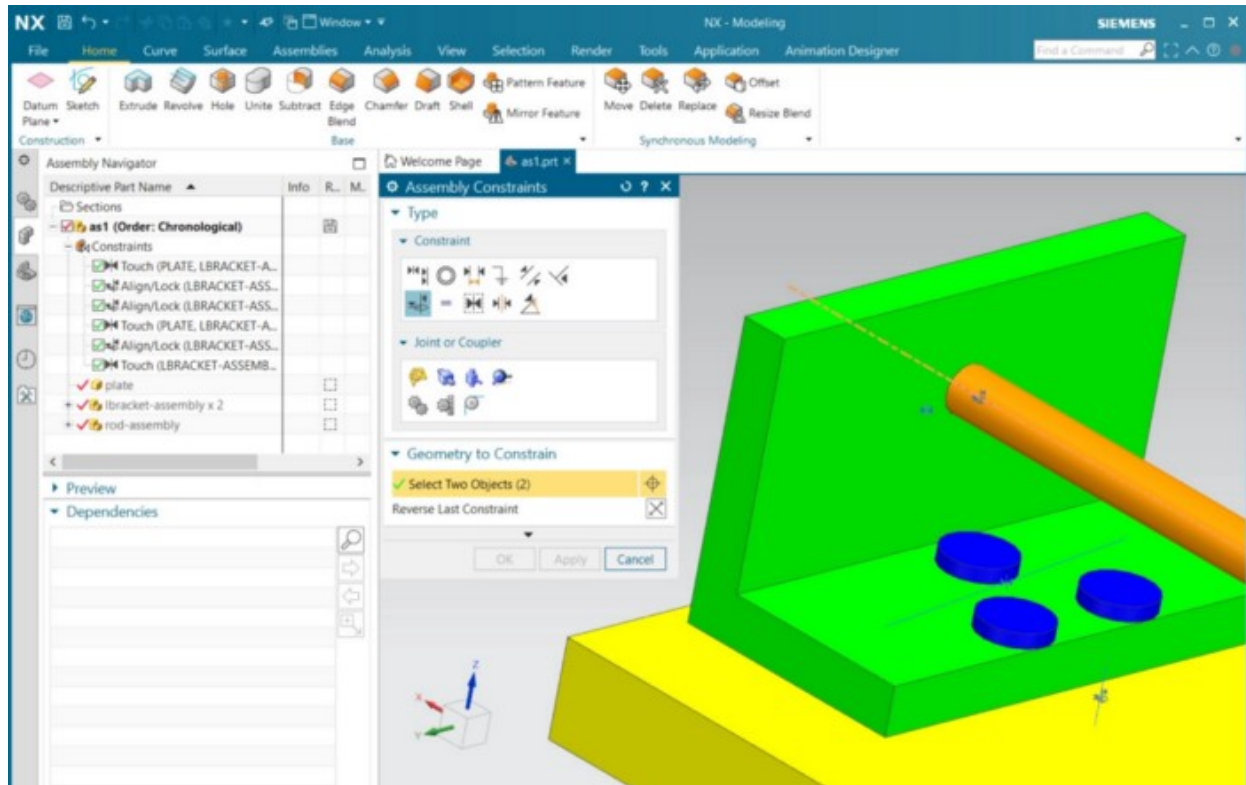 NX Window NX - Modeling SIEMENS
File Home Curve Surface Assemblies Analysis View Selection Render Tools Application Animation Designer Find a Command
Datum Plane Sketch Extrude Revolve Hole Unite Subtract Edge Blend Chamfer Draft Shell Pattern Feature Mirror Feature Move Delete Replace Offset Resize Blend
Construction Base Synchronous Modeling
Assembly Navigator
Descriptive Part Name Info R... M...
Sections
as1 (Order: Chronological)
Constraints
Touch (PLATE, LBRACKET-A...
Align/Lock (LBRACKET-ASS...
Align/Lock (LBRACKET-ASS...
Touch (PLATE, LBRACKET-A...
Align/Lock (LBRACKET-ASS...
Touch (LBRACKET-ASSEMB...
plate
lbracket-assembly x 2
rod-assembly
Preview
Dependencies
Welcome Page as1.prt
Assembly Constraints
Type
Constraint
Joint or Coupler
Geometry to Constrain
Select Two Objects (2)
Reverse Last Constraint
OK Apply Cancel
Z
X
Y